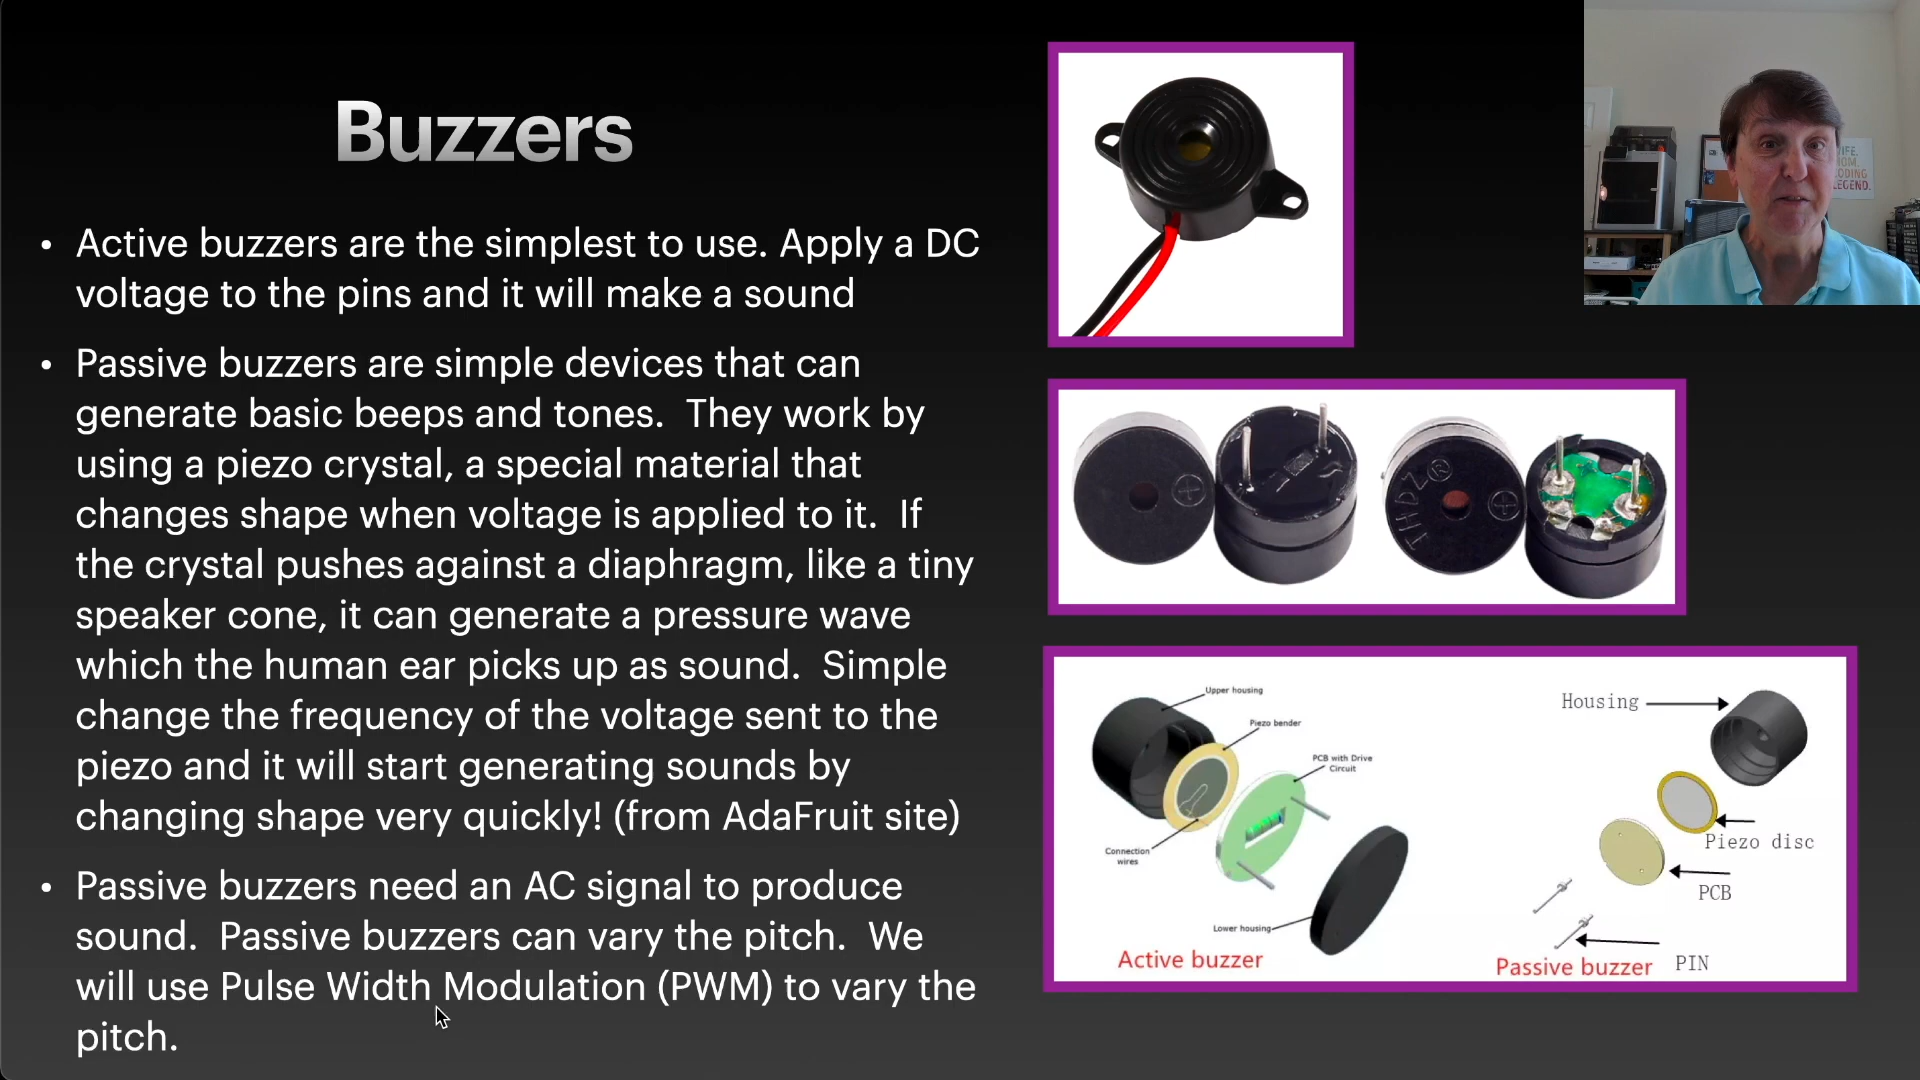 Buzzers
• Active buzzers are the simplest to use. Apply a DC
voltage to the pins and it will make a sound
• Passive buzzers are simple devices that can
generate basic beeps and tones.  They work by
using a piezo crystal, a special material that
changes shape when voltage is applied to it.  If
the crystal pushes against a diaphragm, like a tiny
speaker cone, it can generate a pressure wave
which the human ear picks up as sound.  Simple
change the frequency of the voltage sent to the
piezo and it will start generating sounds by
changing shape very quickly! (from AdaFruit site)
• Passive buzzers need an AC signal to produce
sound.  Passive buzzers can vary the pitch.  We
will use Pulse Width Modulation (PWM) to vary the
pitch.
THDZ®
Upper housing
Piezo bender
PCB with Drive
Circuit
Connection
wires
Lower housing
Active buzzer
Housing
Piezo disc
PCB
PIN
Passive buzzer
CODING
LEGEND.